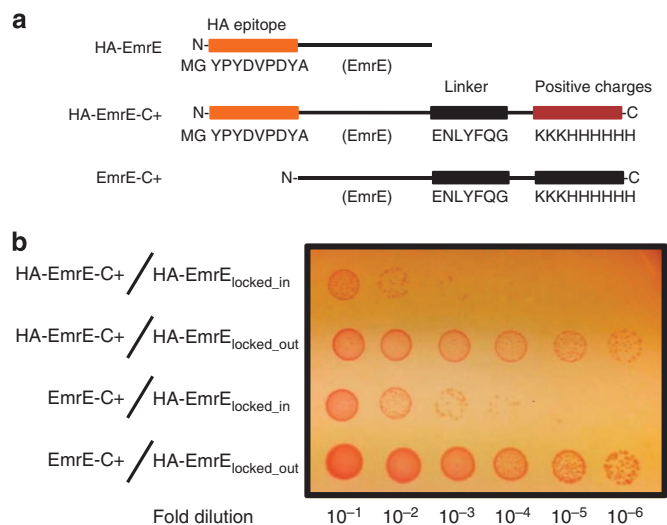 a
HA epitope
HA-EmrE
N-
MG YPYDVPDYA (EmrE)
Linker Positive charges
HA-EmrE-C+
N- -C
MG YPYDVPDYA (EmrE) ENLYFQG KKKHHHHHH
EmrE-C+
N- -C
(EmrE) ENLYFQG KKKHHHHHH
b
HA-EmrE-C+ / HA-EmrElocked_in
HA-EmrE-C+ / HA-EmrElocked_out
EmrE-C+ / HA-EmrElocked_in
EmrE-C+ / HA-EmrElocked_out
Fold dilution 10–1 10–2 10–3 10–4 10–5 10–6